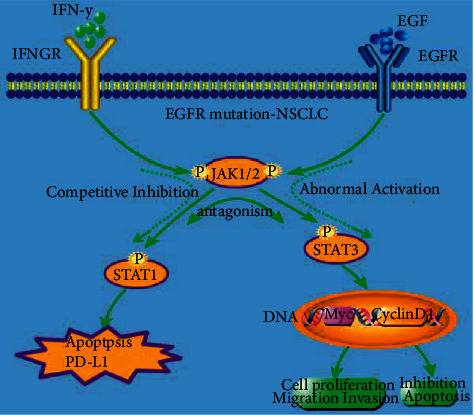 IFN-y
EGF
IFNGR
EGFR
EGFR mutation-NSCLC
P JAK1/2 P
Competitive Inhibition
Abnormal Activation
antagonism
P
STAT1
P
STAT3
DNA
Myc CyclinD1
Apoptpsis
PD-L1
Cell proliferation
Migration Invasion
Inhibition
Apoptosis